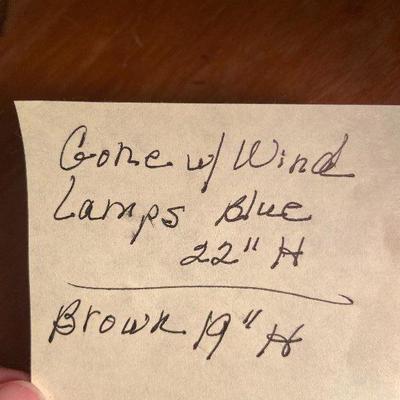 Gone w/ Wind
Lamps Blue
22" H
Brown 19" H